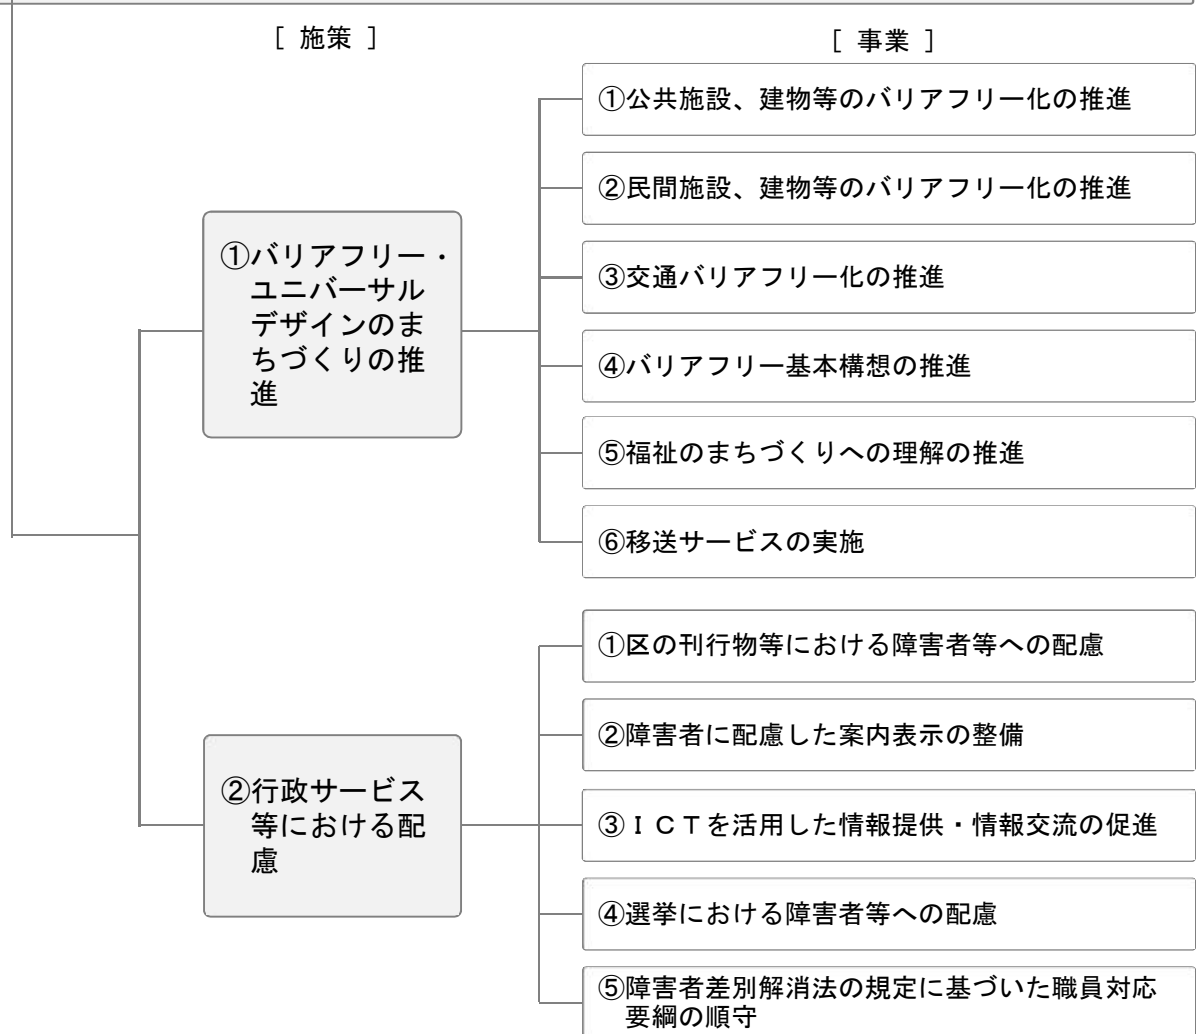 [ 施策 ]
[ 事業 ]
①バリアフリー・
ユニバーサル
デザインのま
ちづくりの推
進
①公共施設、建物等のバリアフリー化の推進
②民間施設、建物等のバリアフリー化の推進
③交通バリアフリー化の推進
④バリアフリー基本構想の推進
⑤福祉のまちづくりへの理解の推進
⑥移送サービスの実施
②行政サービス
等における配
慮
①区の刊行物等における障害者等への配慮
②障害者に配慮した案内表示の整備
③ＩＣＴを活用した情報提供・情報交流の促進
④選挙における障害者等への配慮
⑤障害者差別解消法の規定に基づいた職員対応
要綱の順守